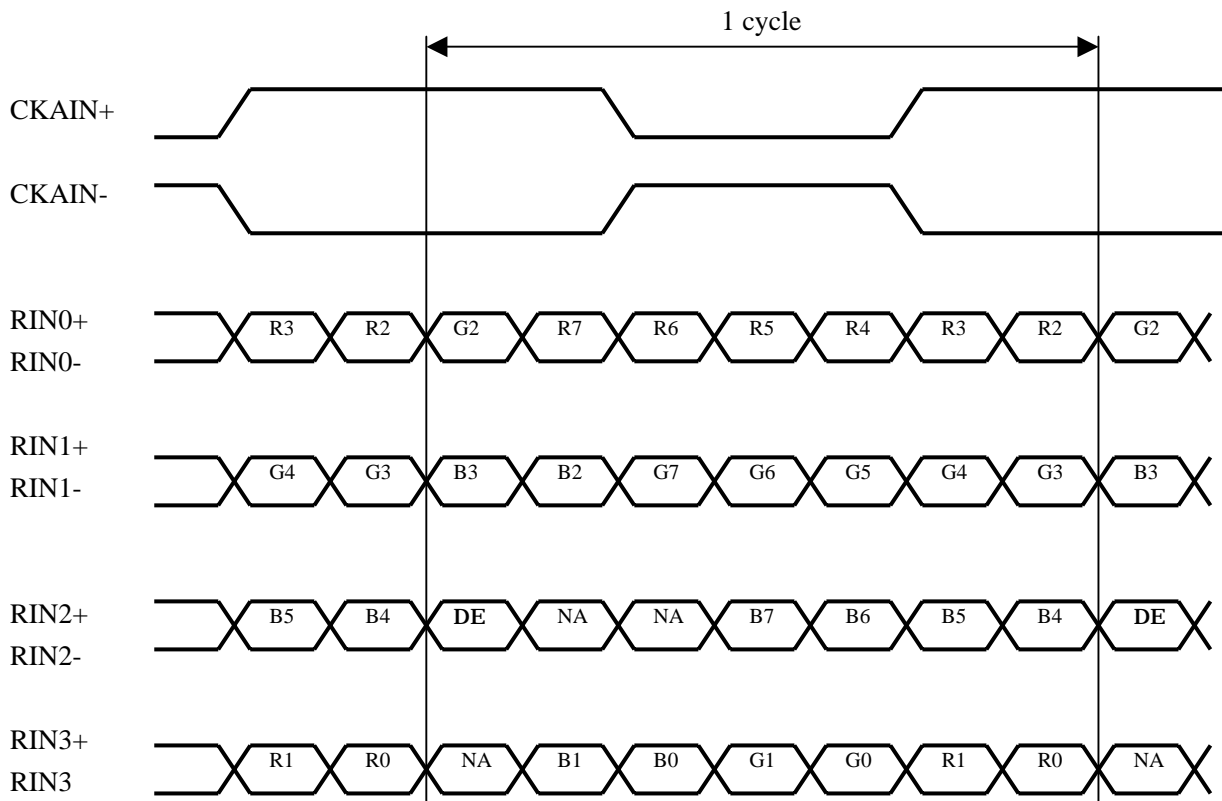 1 cycle
CKAIN+
CKAIN-
RIN0+
R3 R2 G2 R7 R6 R5 R4 R3 R2 G2
RIN0-
RIN1+
G4 G3 B3 B2 G7 G6 G5 G4 G3 B3
RIN1-
RIN2+
B5 B4 DE NA NA B7 B6 B5 B4 DE
RIN2-
RIN3+
R1 R0 NA B1 B0 G1 G0 R1 R0 NA
RIN3